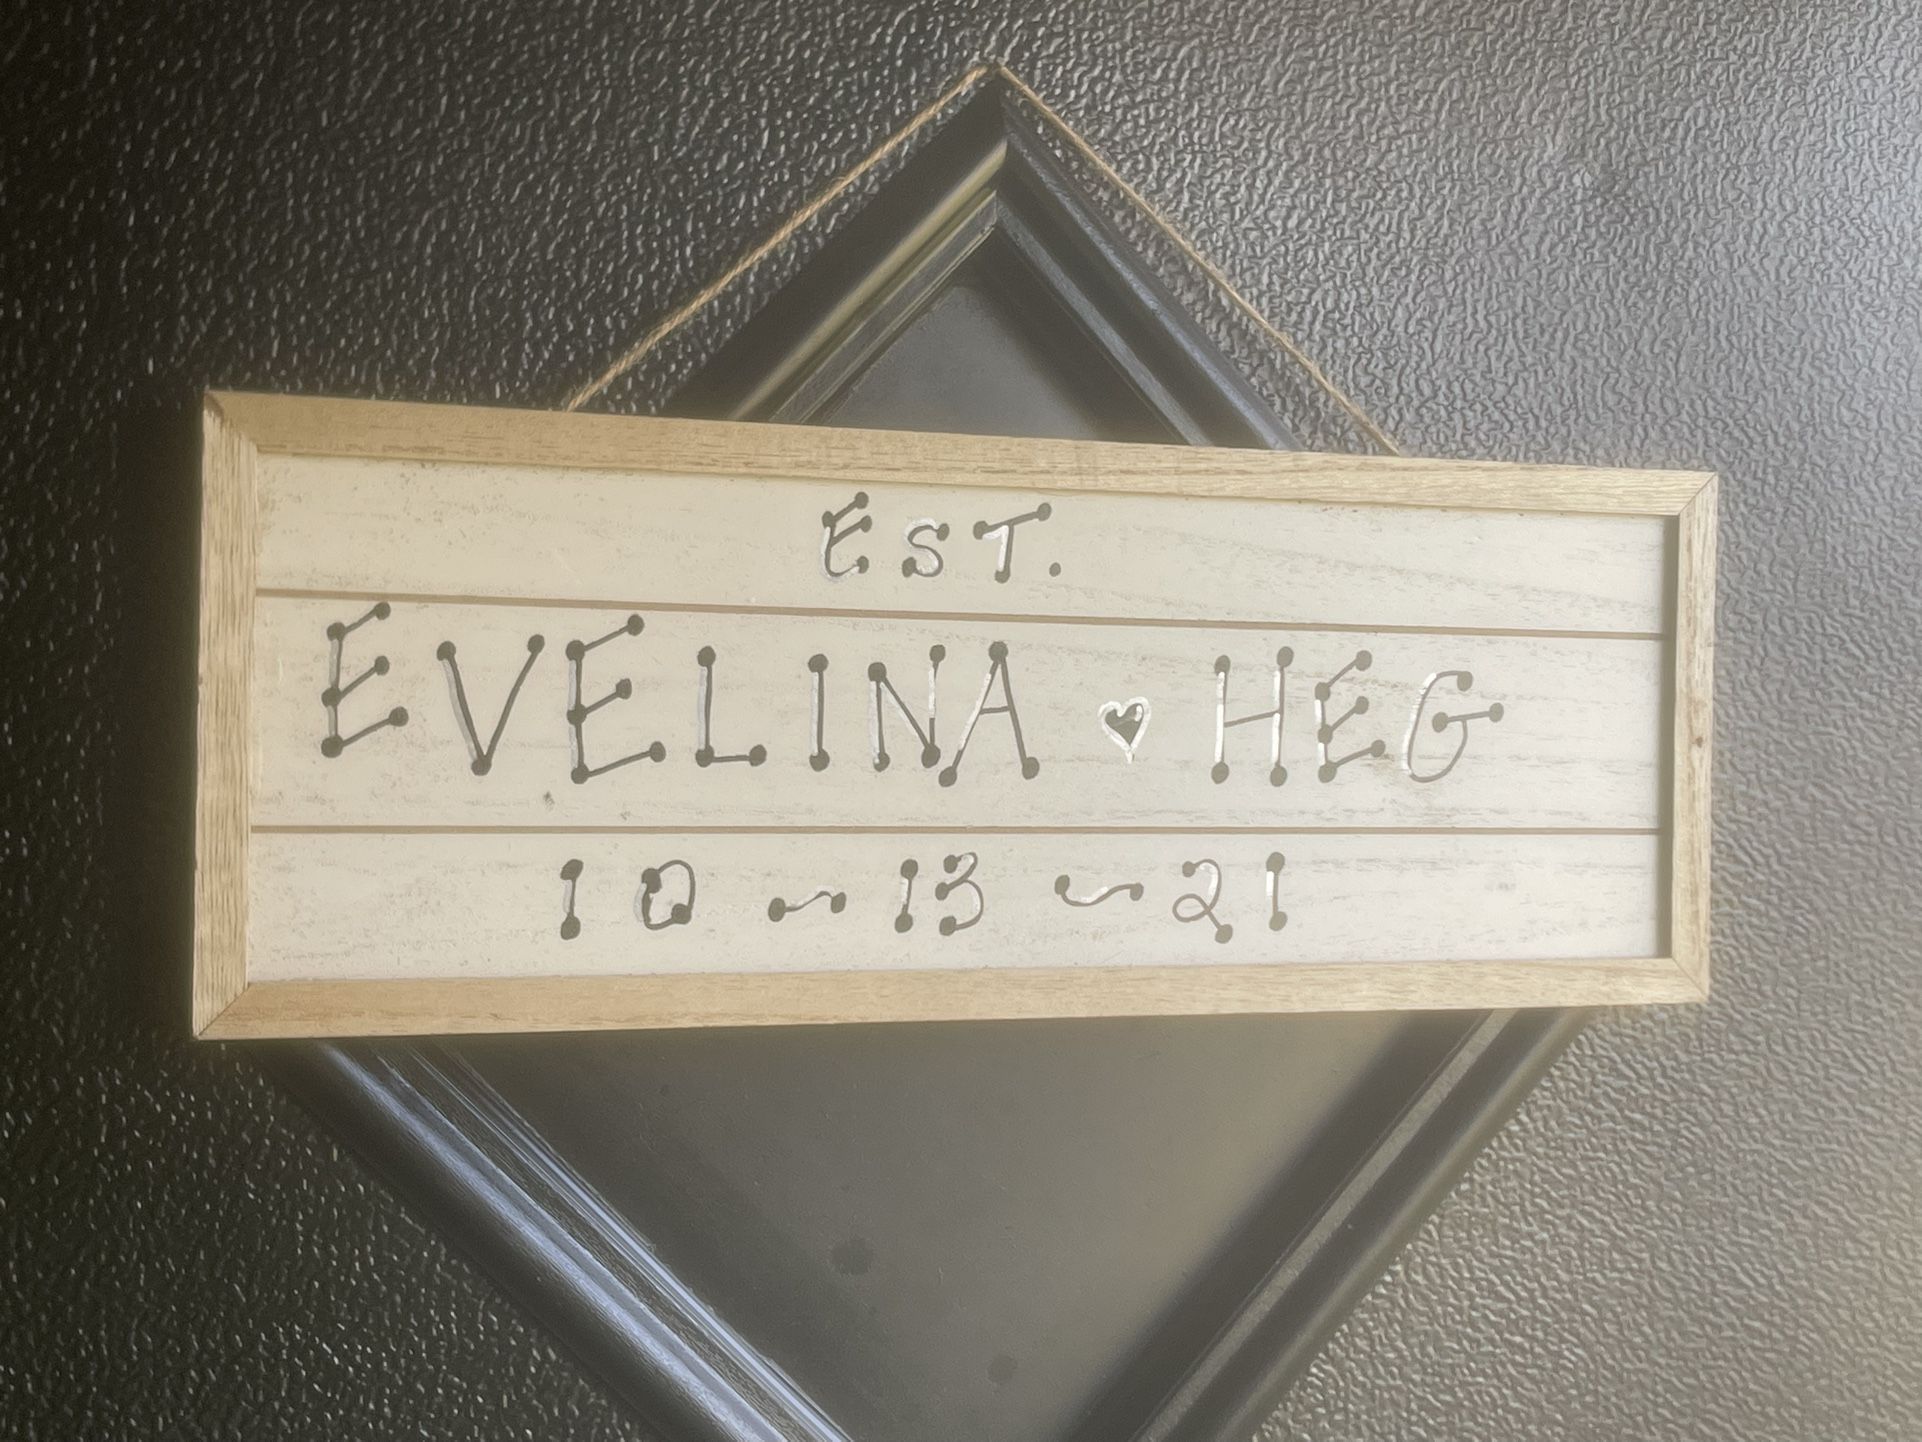 EST.
EVELINA ♥ HEG
10 ~ 13 ~ 21